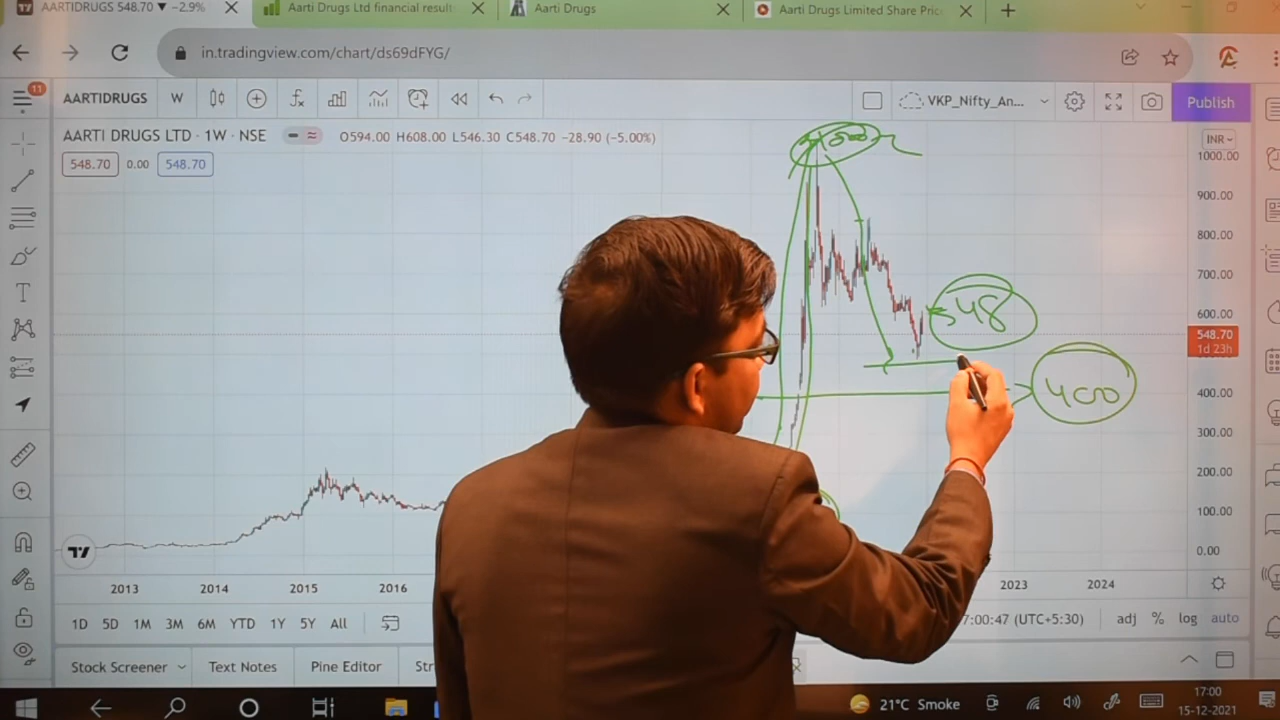 AARTIDRUGS 548.70 ▼ −2.9%
Aarti Drugs Ltd financial result
Aarti Drugs
Aarti Drugs Limited Share Pric
in.tradingview.com/chart/ds69dFYG/
11
AARTIDRUGS W
VKP_Nifty_An...
Publish
AARTI DRUGS LTD · 1W · NSE
O594.00 H608.00 L546.30 C548.70 −28.90 (−5.00%)
INR
548.70 0.00 548.70
1000.00
900.00
800.00
700.00
600.00
548
548.70
1d 23h
400.00
400
300.00
200.00
100.00
0.00
2013 2014 2015 2016 2023 2024
1D 5D 1M 3M 6M YTD 1Y 5Y All
7:00:47 (UTC+5:30) adj % log auto
Stock Screener Text Notes Pine Editor Str
21°C Smoke
17:00
15-12-2021